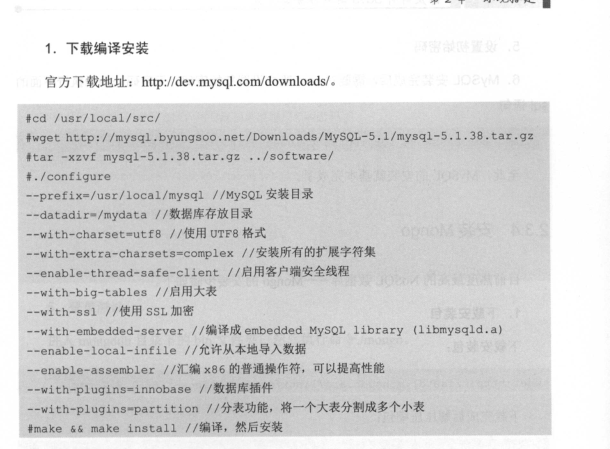 1. 下载编译安装
官方下载地址：http://dev.mysql.com/downloads/。
#cd /usr/local/src/
#wget http://mysql.byungsoo.net/Downloads/MySQL-5.1/mysql-5.1.38.tar.gz
#tar -xzvf mysql-5.1.38.tar.gz ../software/
#./configure
--prefix=/usr/local/mysql //MySQL 安装目录
--datadir=/mydata //数据库存放目录
--with-charset=utf8 //使用 UTF8 格式
--with-extra-charsets=complex //安装所有的扩展字符集
--enable-thread-safe-client //启用客户端安全线程
--with-big-tables //启用大表
--with-ssl //使用 SSL 加密
--with-embedded-server //编译成 embedded MySQL library (libmysqld.a)
--enable-local-infile //允许从本地导入数据
--enable-assembler //汇编 x86 的普通操作符，可以提高性能
--with-plugins=innobase //数据库插件
--with-plugins=partition //分表功能，将一个大表分割成多个小表
#make && make install //编译，然后安装